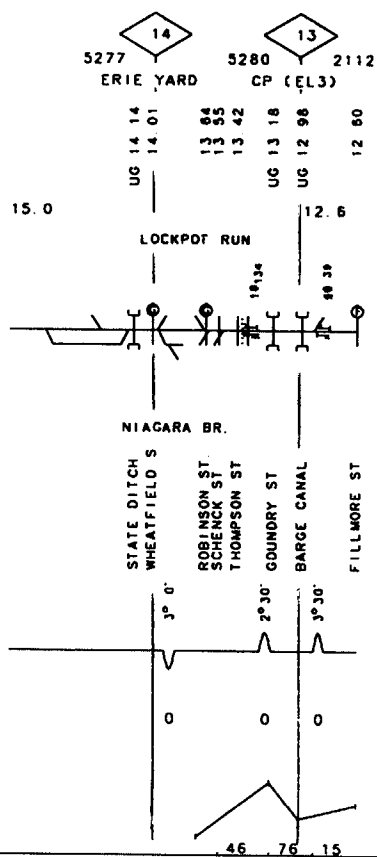 14 13
5277 5280 2112
ERIE YARD CP (EL3)
UG 14 14
14.01
13 64
13 55
13 42
UG 13 18
UG 12 98
12 60
15.0 12.6
LOCKPOT RUN
134
39
NIAGARA BR.
STATE DITCH
WHEATFIELD S
ROBINSON ST.
SCHENCK ST
THOMPSON ST
GOUNDRY ST
BARGE CANAL
FILLMORE ST
3° 0'
2° 30'
3° 30'
0 0 0
46 76 15